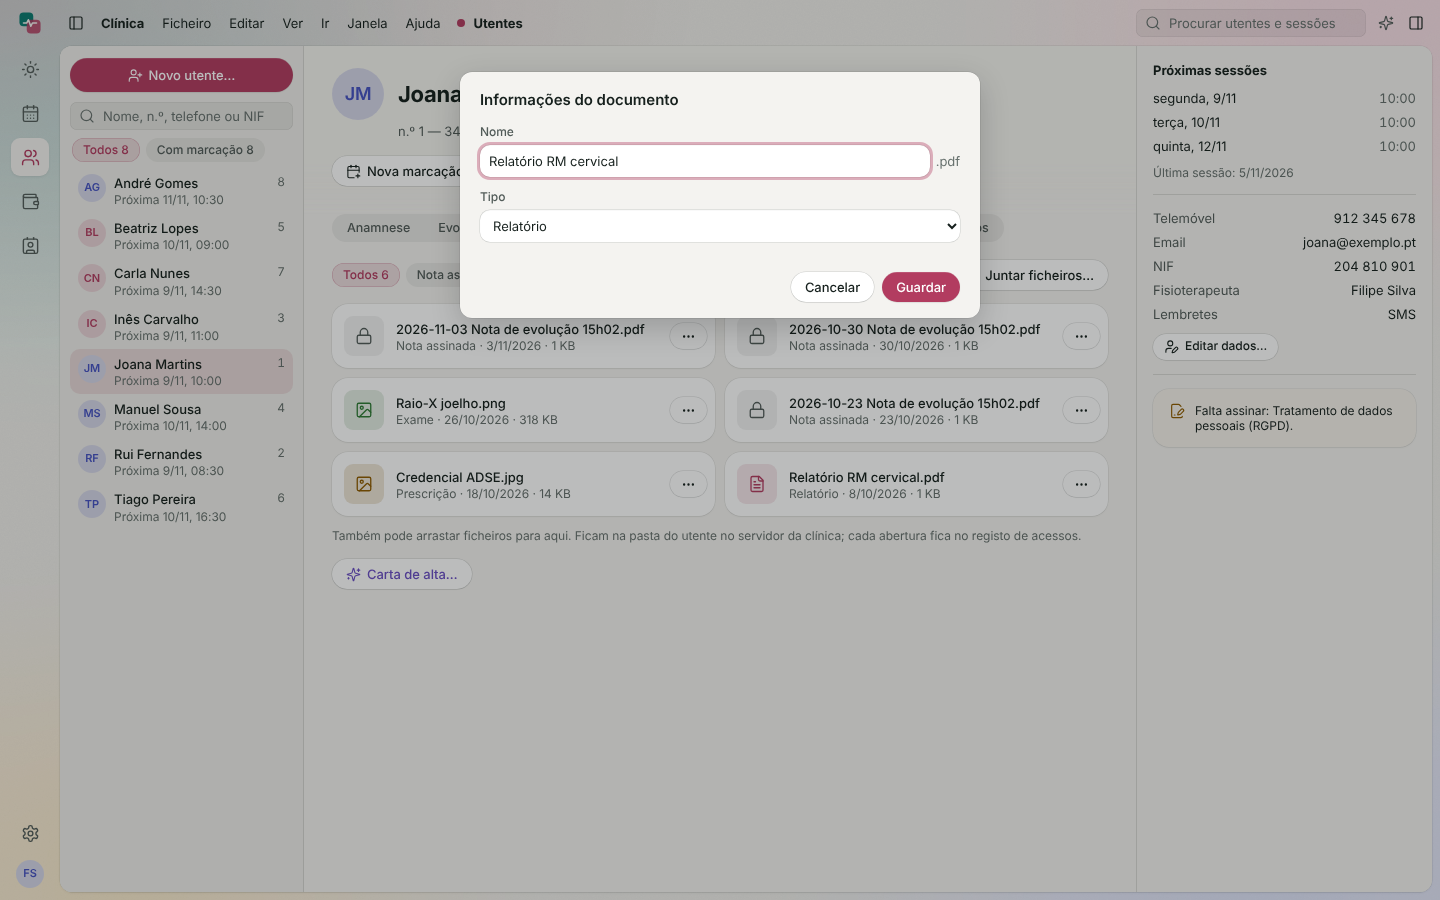 Clínica Ficheiro Editar Ver Ir Janela Ajuda Utentes
Procurar utentes e sessões
Novo utente...
Nome, n.º, telefone ou NIF
Todos 8 Com marcação 8
AG André Gomes 8
Próxima 11/11, 10:30
BL Beatriz Lopes 5
Próxima 10/11, 09:00
CN Carla Nunes 7
Próxima 9/11, 14:30
IC Inês Carvalho 3
Próxima 9/11, 11:00
JM Joana Martins 1
Próxima 9/11, 10:00
MS Manuel Sousa 4
Próxima 10/11, 14:00
RF Rui Fernandes 2
Próxima 9/11, 08:30
TP Tiago Pereira 6
Próxima 10/11, 16:30
FS
JM Joana
n.º 1 — 34
Nova marcação
Anamnese Evo
Todos 6 Nota as
Juntar ficheiros...
Informações do documento
Nome
Relatório RM cervical .pdf
Tipo
Relatório
Cancelar Guardar
2026-11-03 Nota de evolução 15h02.pdf
Nota assinada · 3/11/2026 · 1 KB
2026-10-30 Nota de evolução 15h02.pdf
Nota assinada · 30/10/2026 · 1 KB
Raio-X joelho.png
Exame · 26/10/2026 · 318 KB
2026-10-23 Nota de evolução 15h02.pdf
Nota assinada · 23/10/2026 · 1 KB
Credencial ADSE.jpg
Prescrição · 18/10/2026 · 14 KB
Relatório RM cervical.pdf
Relatório · 8/10/2026 · 1 KB
Também pode arrastar ficheiros para aqui. Ficam na pasta do utente no servidor da clínica; cada abertura fica no registo de acessos.
Carta de alta...
Próximas sessões
segunda, 9/11 10:00
terça, 10/11 10:00
quinta, 12/11 10:00
Última sessão: 5/11/2026
Telemóvel 912 345 678
Email joana@exemplo.pt
NIF 204 810 901
Fisioterapeuta Filipe Silva
Lembretes SMS
Editar dados...
Falta assinar: Tratamento de dados
pessoais (RGPD).